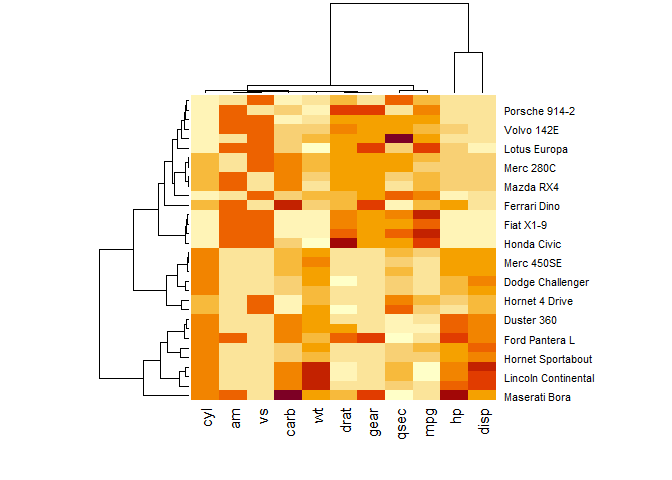 Porsche 914-2
Volvo 142E
Lotus Europa
Merc 280C
Mazda RX4
Ferrari Dino
Fiat X1-9
Honda Civic
Merc 450SE
Dodge Challenger
Hornet 4 Drive
Duster 360
Ford Pantera L
Hornet Sportabout
Lincoln Continental
Maserati Bora
cyl
am
vs
carb
wt
drat
gear
qsec
mpg
hp
disp